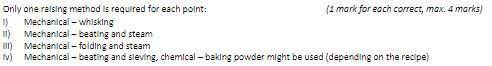 Only one raising method is required for each point: (1 mark for each correct, max. 4 marks)
I) Mechanical – whisking
II) Mechanical – beating and steam
III) Mechanical – folding and steam
IV) Mechanical – beating and sieving, chemical – baking powder might be used (depending on the recipe)